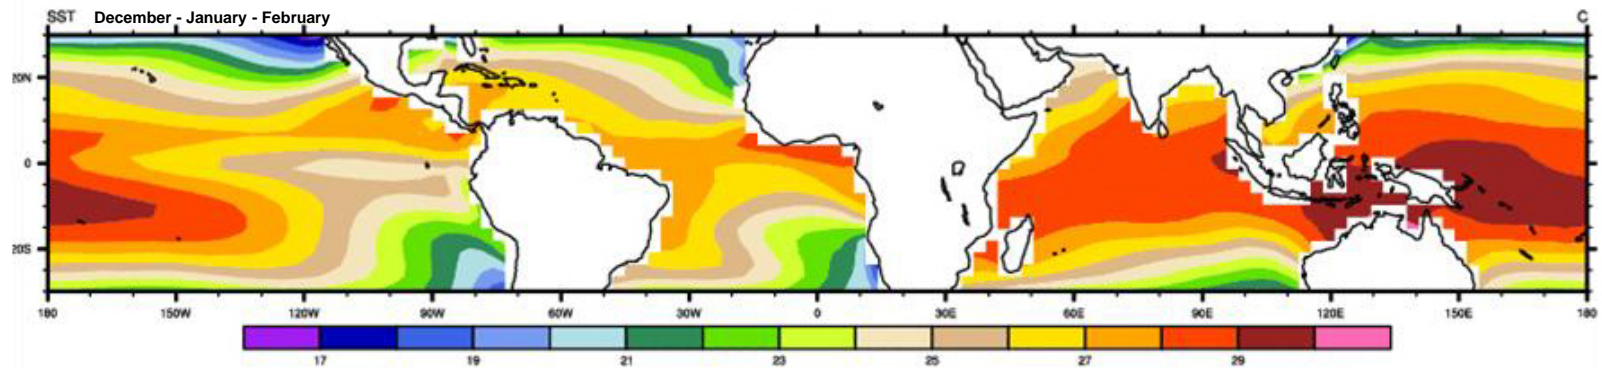 SST December - January - February C
20N
0
20S
180 150W 120W 90W 60W 30W 0 30E 60E 90E 120E 150E 180
17 19 21 23 25 27 29